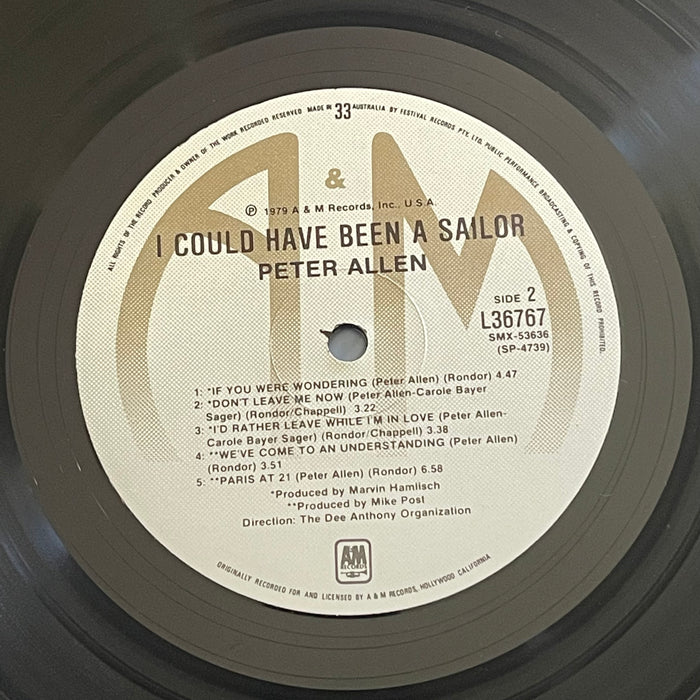 ALL RIGHTS OF THE RECORD PRODUCER & OWNER OF THE WORK RECORDED RESERVED MADE IN 33 AUSTRALIA BY FESTIVAL RECORDS PTY. LTD. PUBLIC PERFORMANCE BROADCASTING & COPYING OF THIS RECORD PROHIBITED.
A & M
Ⓟ 1979 A & M Records, Inc., U.S.A.
I COULD HAVE BEEN A SAILOR
PETER ALLEN
SIDE 2
L36767
SMX-53636
(SP-4739)
1: *IF YOU WERE WONDERING (Peter Allen) (Rondor) 4.47
2: *DON'T LEAVE ME NOW (Peter Allen-Carole Bayer
Sager) (Rondor/Chappell) 3.22
3: *I'D RATHER LEAVE WHILE I'M IN LOVE (Peter Allen-
Carole Bayer Sager) (Rondor/Chappell) 3.38
4: **WE'VE COME TO AN UNDERSTANDING (Peter Allen)
(Rondor) 3.51
5: **PARIS AT 21 (Peter Allen) (Rondor) 6.58
*Produced by Marvin Hamlisch
**Produced by Mike Post
Direction: The Dee Anthony Organization
A&M
RECORDS
ORIGINALLY RECORDED FOR AND LICENSED BY A & M RECORDS, HOLLYWOOD CALIFORNIA